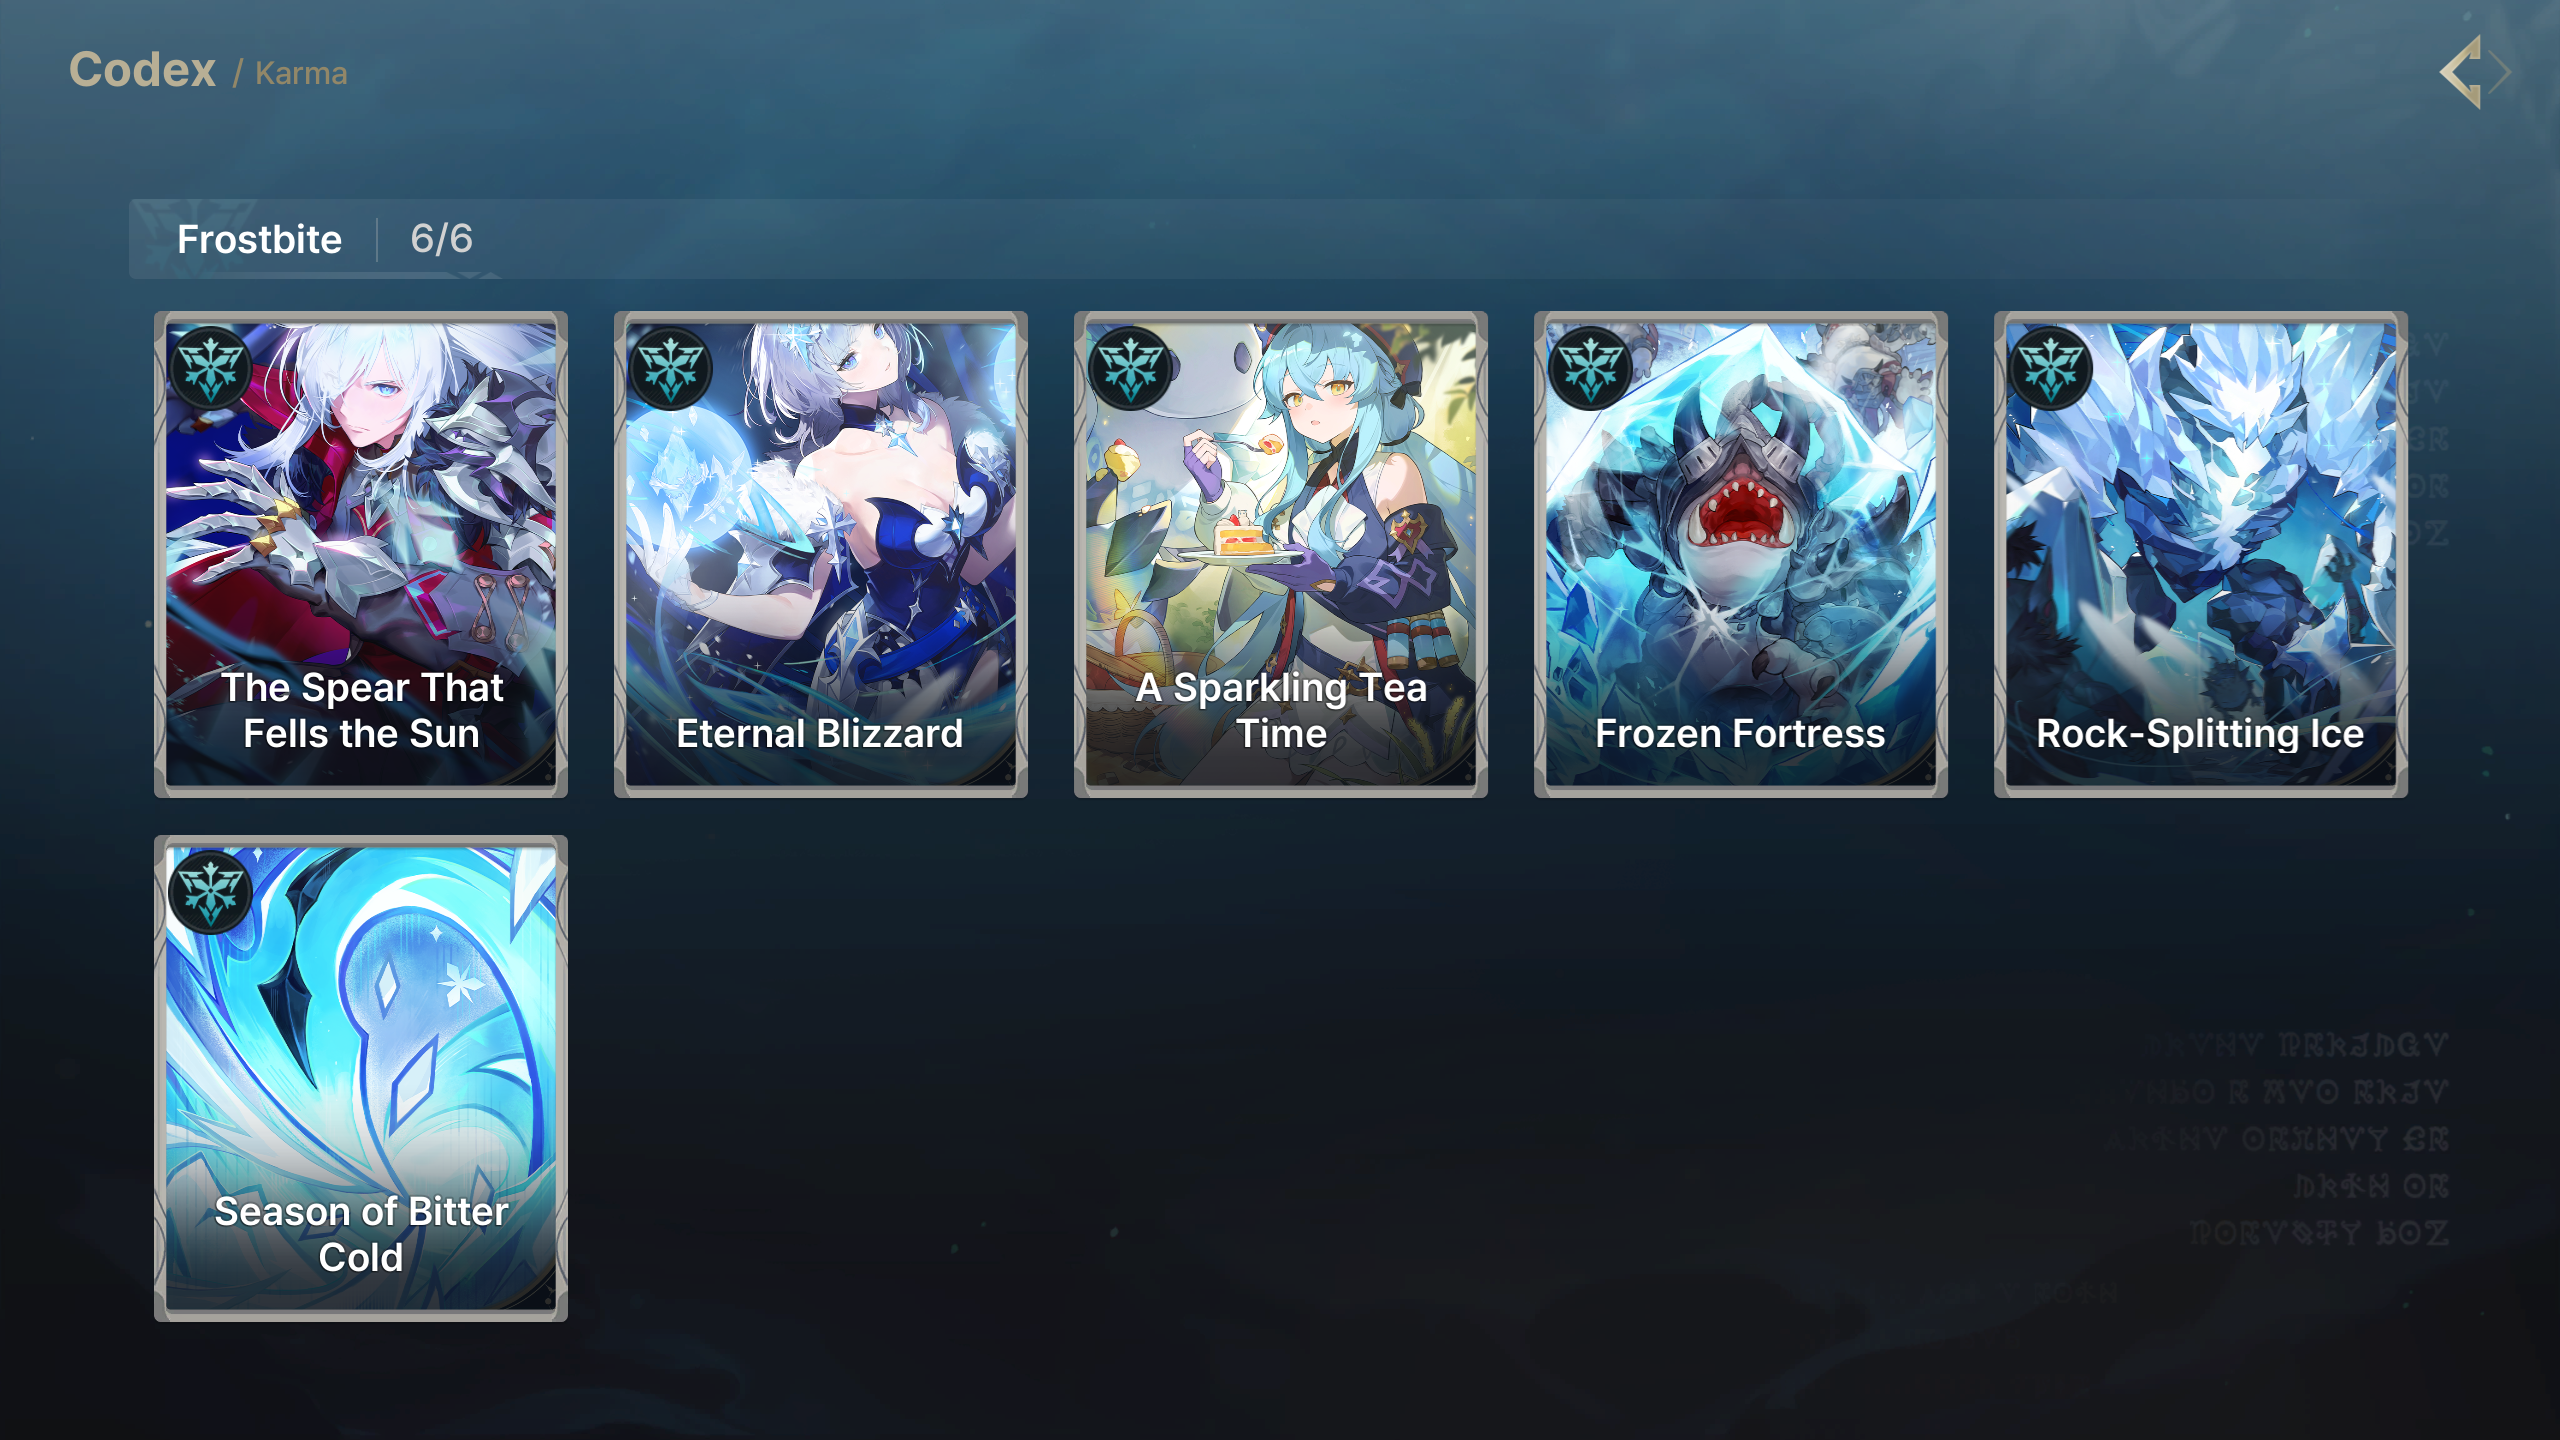 Codex / Karma
Frostbite 6/6
The Spear That
Fells the Sun
Eternal Blizzard
A Sparkling Tea
Time
Frozen Fortress
Rock-Splitting Ice
Season of Bitter
Cold